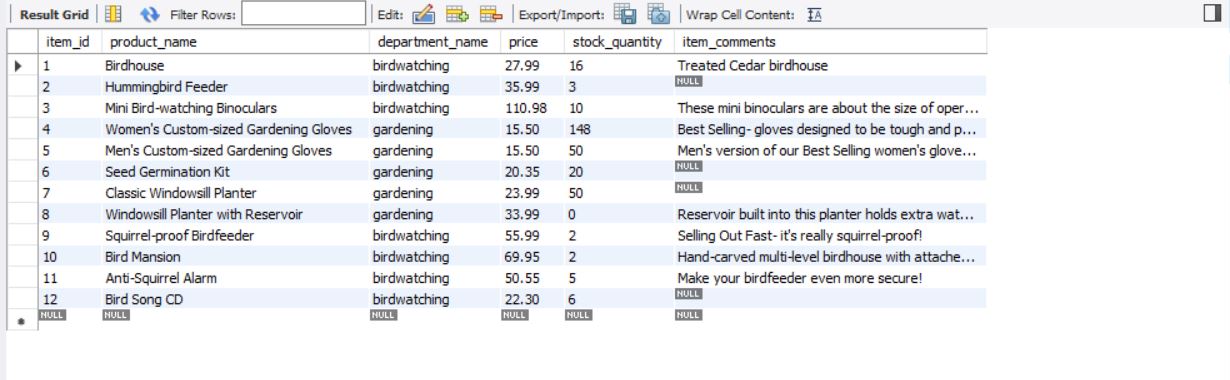 Result Grid Filter Rows: Edit: Export/Import: Wrap Cell Content: IA
item_id product_name department_name price stock_quantity item_comments
1 Birdhouse birdwatching 27.99 16 Treated Cedar birdhouse
2 Hummingbird Feeder birdwatching 35.99 3 NULL
3 Mini Bird-watching Binoculars birdwatching 110.98 10 These mini binoculars are about the size of oper...
4 Women's Custom-sized Gardening Gloves gardening 15.50 148 Best Selling- gloves designed to be tough and p...
5 Men's Custom-sized Gardening Gloves gardening 15.50 50 Men's version of our Best Selling women's glove...
6 Seed Germination Kit gardening 20.35 20 NULL
7 Classic Windowsill Planter gardening 23.99 50 NULL
8 Windowsill Planter with Reservoir gardening 33.99 0 Reservoir built into this planter holds extra wat...
9 Squirrel-proof Birdfeeder birdwatching 55.99 2 Selling Out Fast- it's really squirrel-proof!
10 Bird Mansion birdwatching 69.95 2 Hand-carved multi-level birdhouse with attache...
11 Anti-Squirrel Alarm birdwatching 50.55 5 Make your birdfeeder even more secure!
12 Bird Song CD birdwatching 22.30 6 NULL
NULL NULL NULL NULL NULL NULL